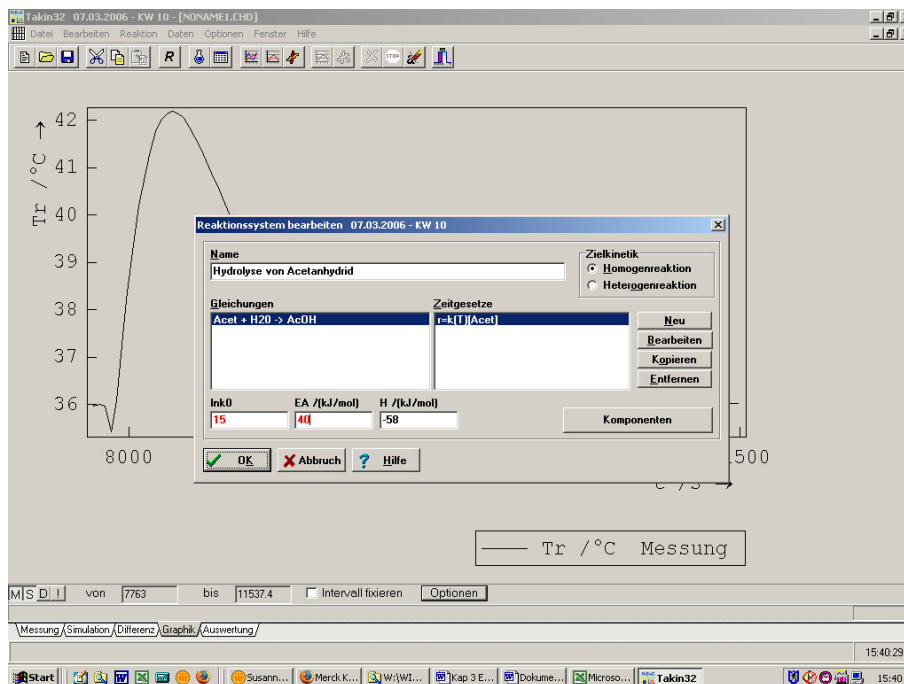 Takin32 07.03.2006 - KW 10 - [NONAME1.CHD]
Datei Bearbeiten Reaktion Daten Optionen Fenster Hilfe
R STOP
Tr /°C →
42
41
40
39
38
37
36
8000
Reaktionssystem bearbeiten 07.03.2006 - KW 10
Name
Hydrolyse von Acetanhydrid
Zielkinetik
Homogenreaktion
Heterogenreaktion
Gleichungen Zeitgesetze
Acet + H20 -> AcOH r=k(T)[Acet]
Neu
Bearbeiten
Kopieren
Entfernen
lnk0 EA /(kJ/mol) H /(kJ/mol)
15 40 -58
Komponenten
OK Abbruch ? Hilfe
500
Tr /°C Messung
M S D ! von 7763 bis 11537.4 Intervall fixieren Optionen
Messung Simulation Differenz Graphik Auswertung
15:40:29
Start Susann... Merck K... W:\WI... Kap 3 E... Dokume... Microso... Takin32 15:40